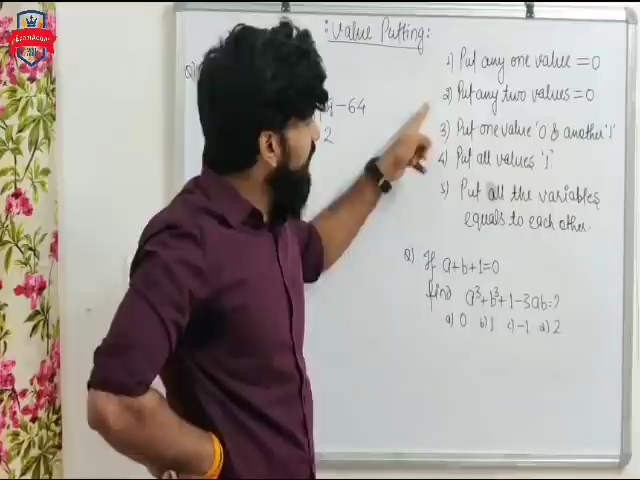 :Value Putting:
1) Put any one value = 0
2) Put any two values = 0
3) Put one value '0' & another '1'
4) Put all values '1'
5) Put all the variables
equals to each other.
Q)
-64
2
Q) If a+b+1=0
find a³+b³+1-3ab=?
a) 0 b) 1 c) -1 d) 2